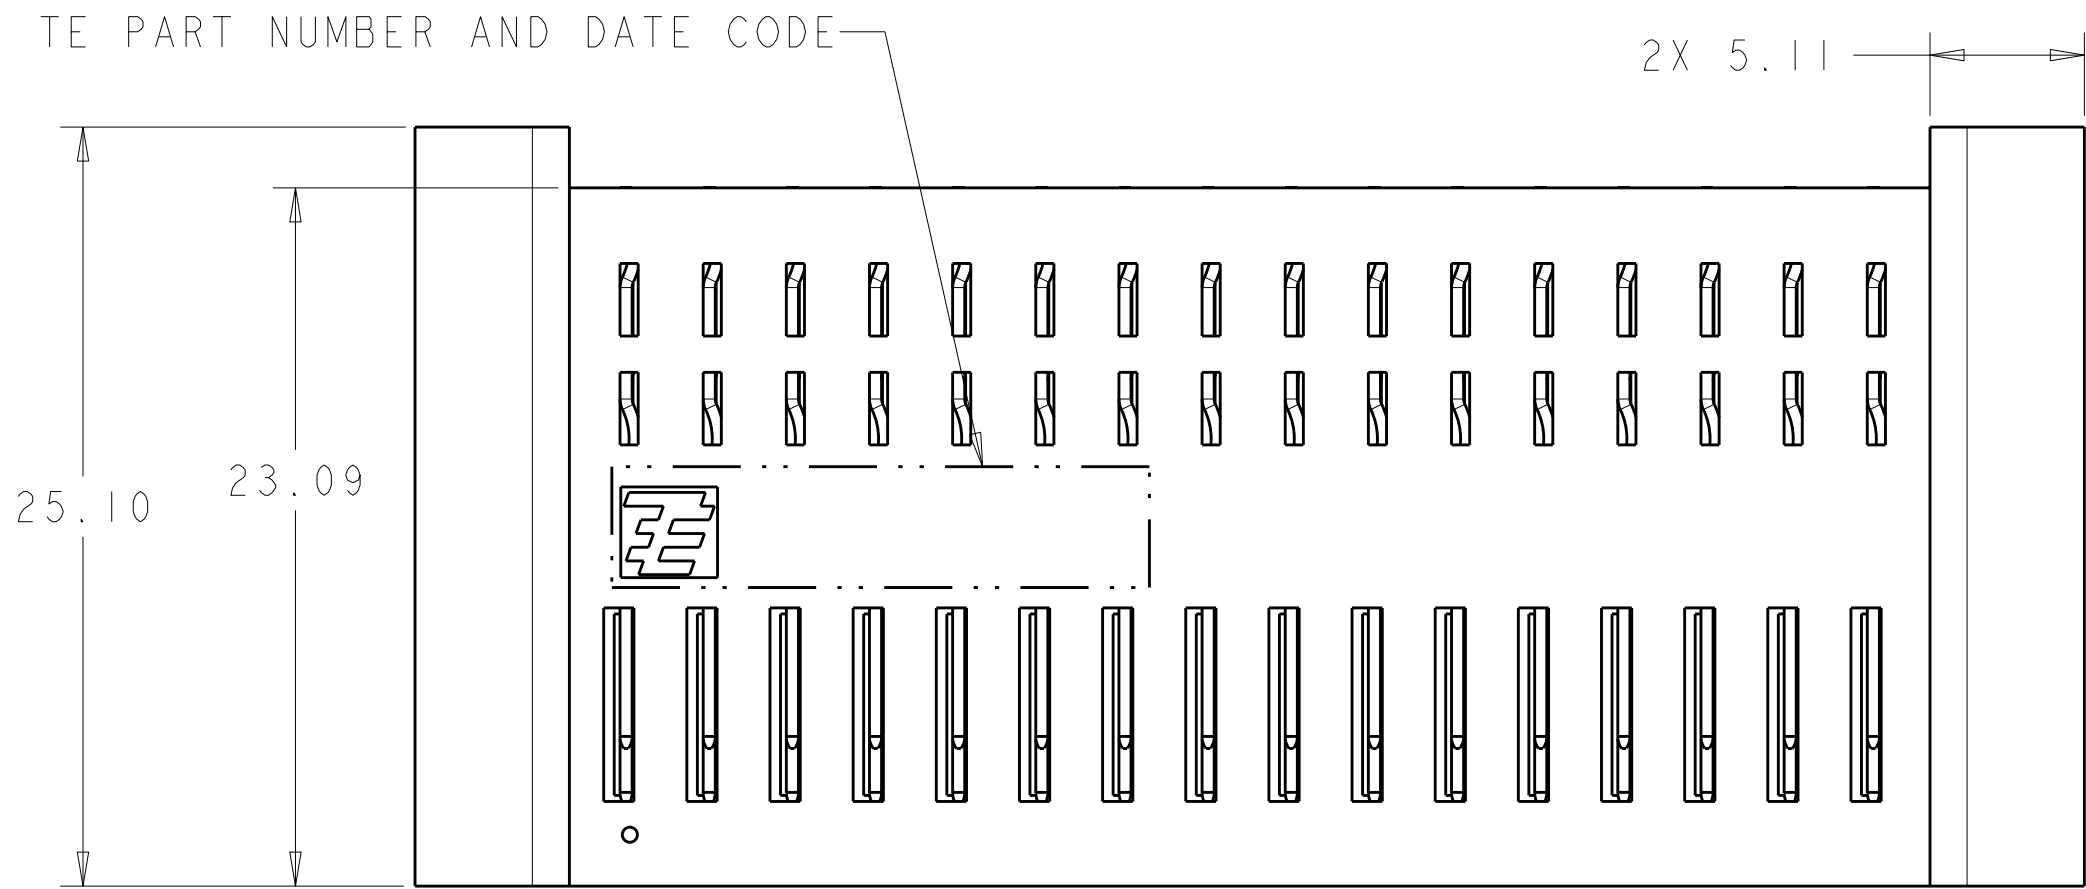 TE PART NUMBER AND DATE CODE
2X 5.11
25.10
23.09